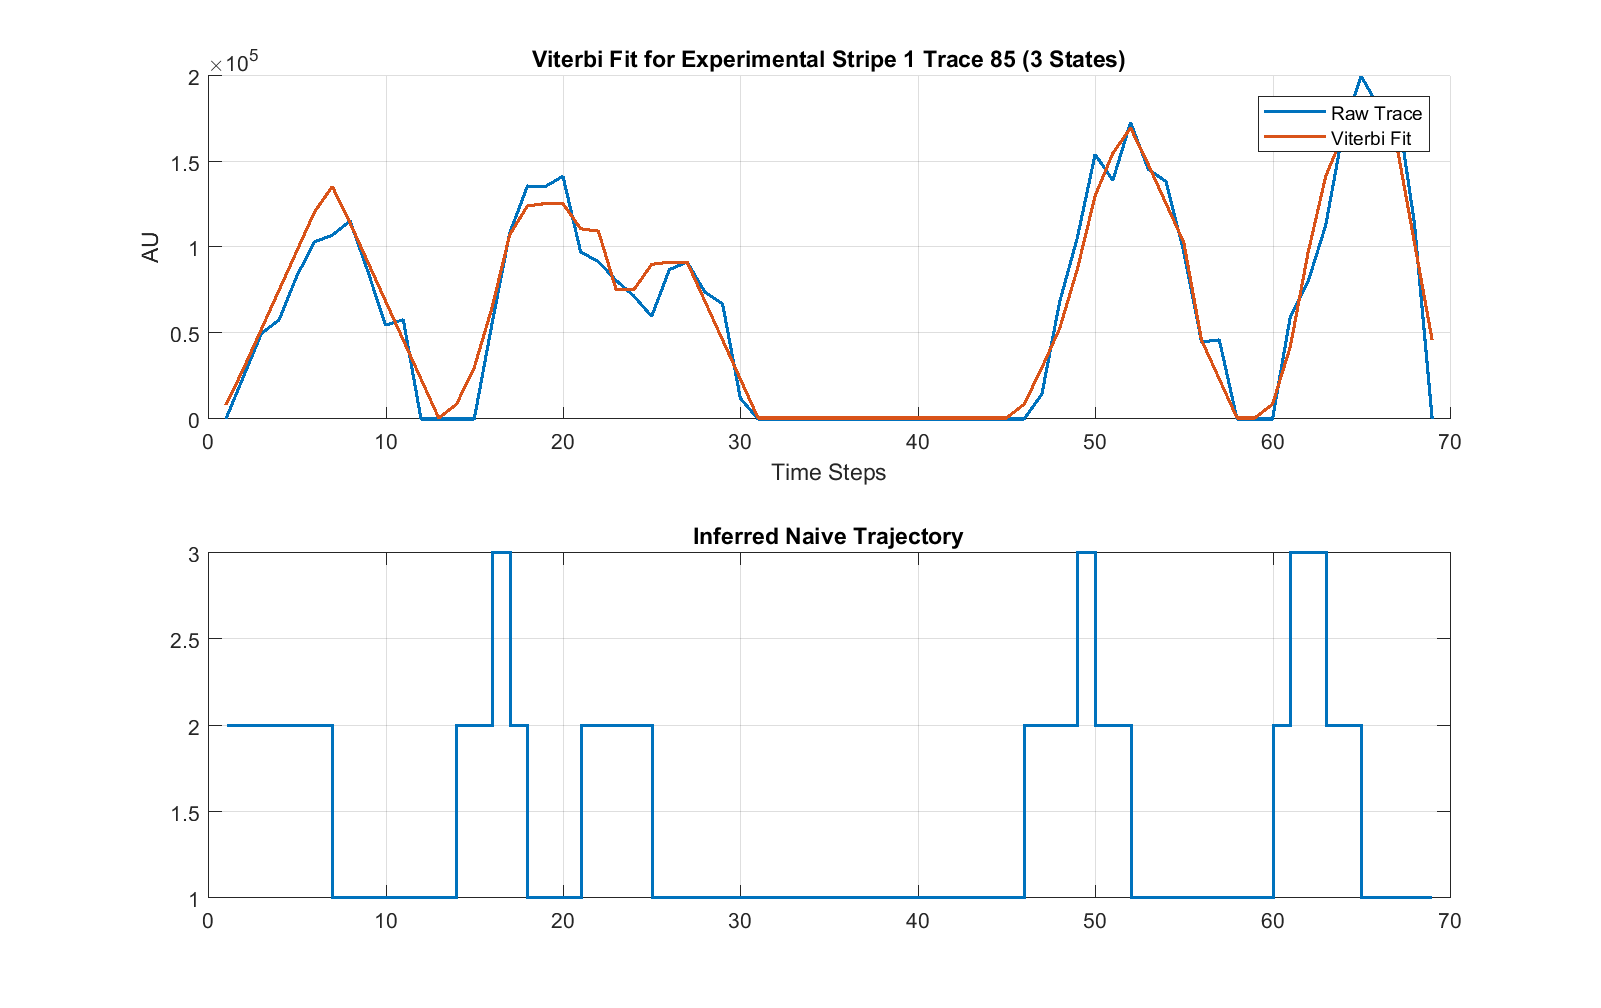 Viterbi Fit for Experimental Stripe 1 Trace 85 (3 States)
×10^5
2
1.5
1
0.5
0
AU
Raw Trace
Viterbi Fit
0 10 20 30 40 50 60 70
Time Steps
Inferred Naive Trajectory
3
2.5
2
1.5
1
0 10 20 30 40 50 60 70